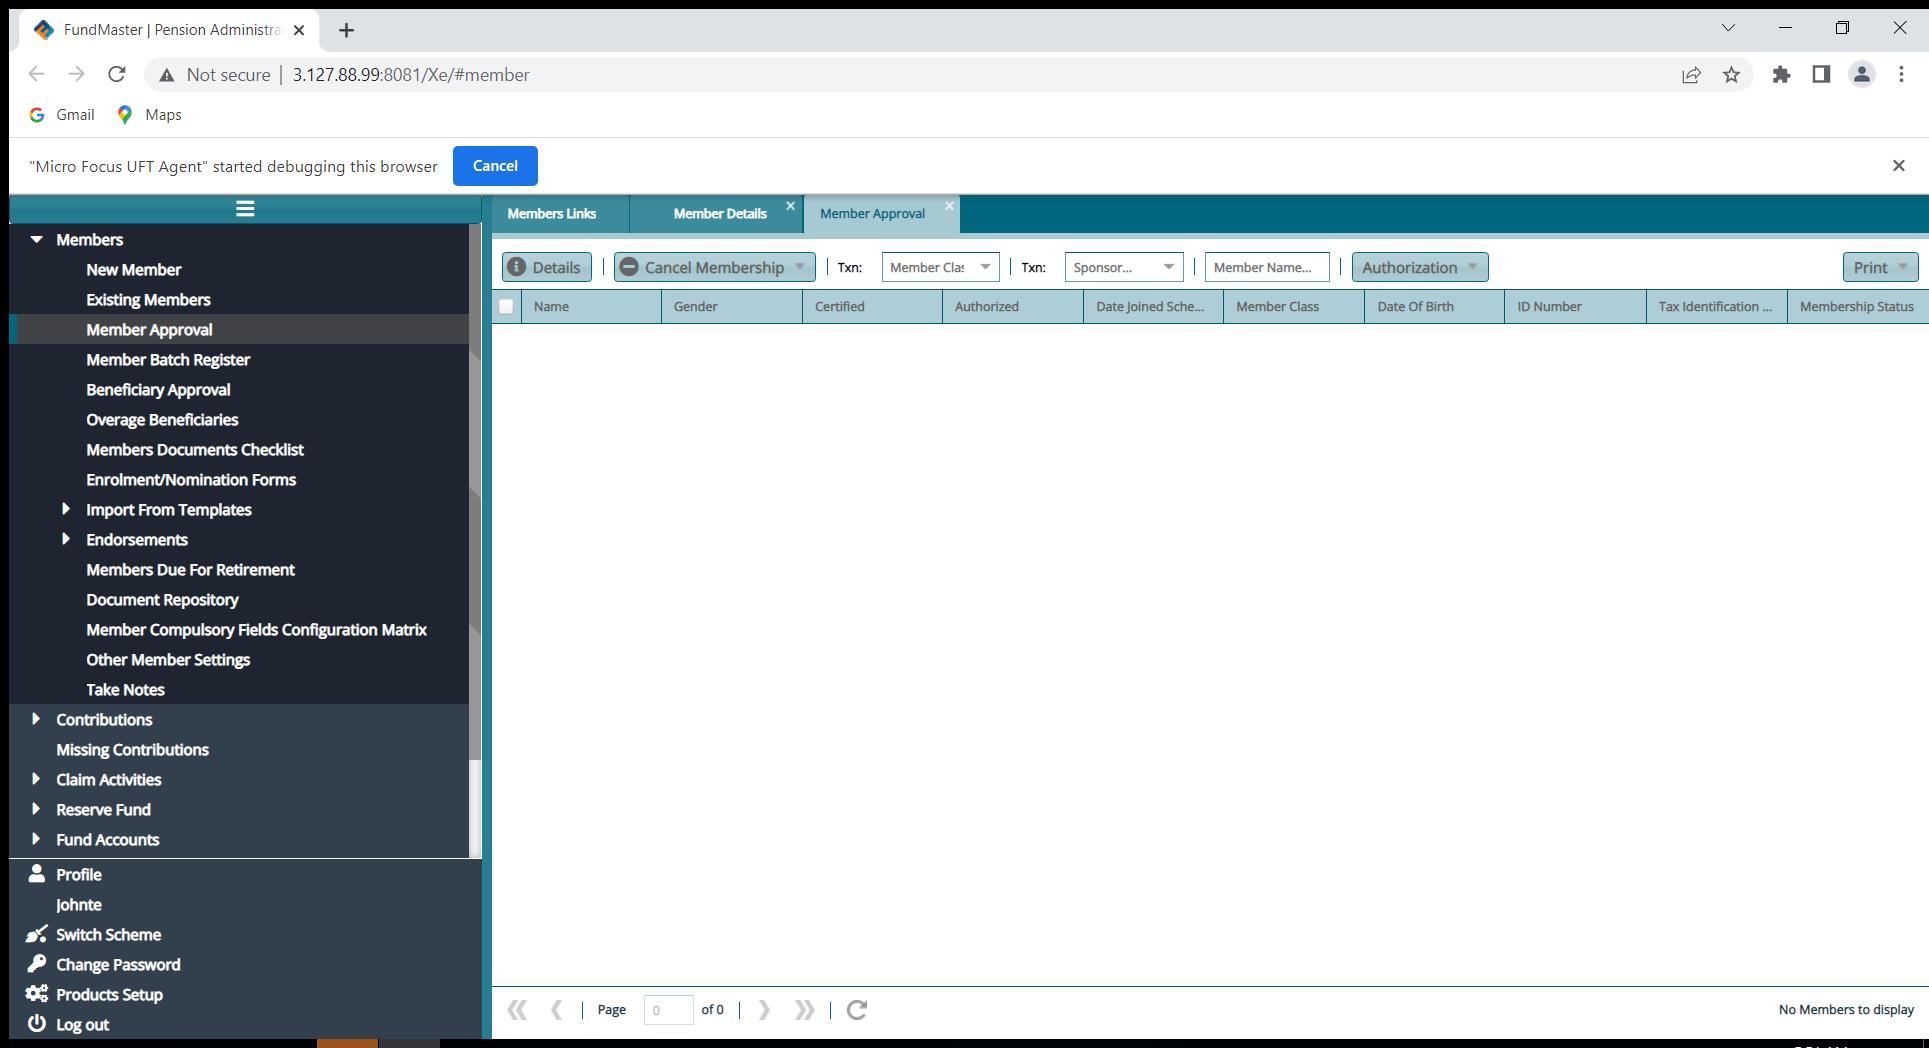 FundMaster | Pension Administra
Not secure | 3.127.88.99:8081/Xe/#member
Gmail Maps
"Micro Focus UFT Agent" started debugging this browser Cancel
Members Links Member Details Member Approval
Members
New Member
Existing Members
Member Approval
Member Batch Register
Beneficiary Approval
Overage Beneficiaries
Members Documents Checklist
Enrolment/Nomination Forms
Import From Templates
Endorsements
Members Due For Retirement
Document Repository
Member Compulsory Fields Configuration Matrix
Other Member Settings
Take Notes
Contributions
Missing Contributions
Claim Activities
Reserve Fund
Fund Accounts
Profile
Johnte
Switch Scheme
Change Password
Products Setup
Log out
Details | Cancel Membership | Txn: Member Clas | Txn: Sponsor... | Member Name... | Authorization Print
Name Gender Certified Authorized Date Joined Sche... Member Class Date Of Birth ID Number Tax Identification ... Membership Status
Page 0 of 0
No Members to display